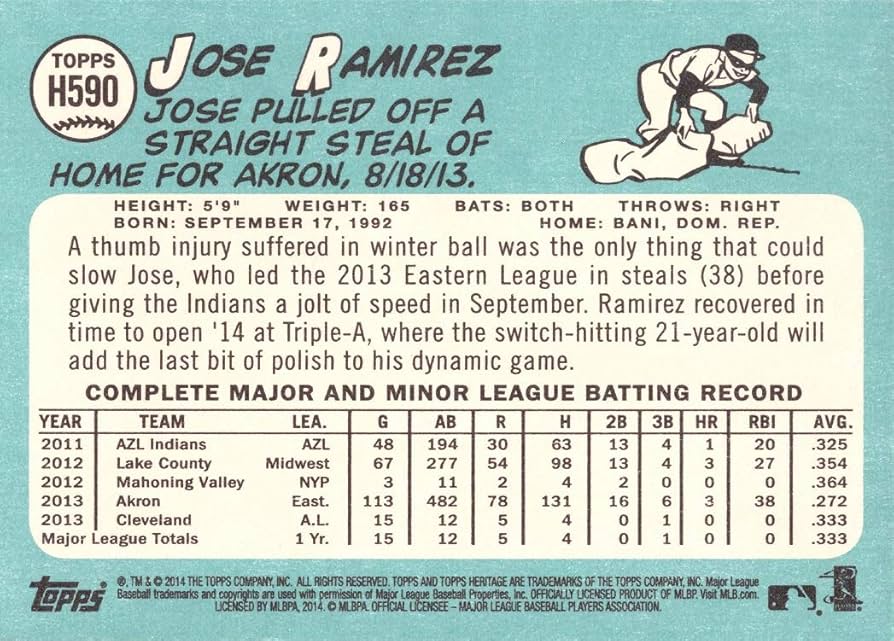 TOPPS
H590
JOSE RAMIREZ
JOSE PULLED OFF A
STRAIGHT STEAL OF
HOME FOR AKRON, 8/18/13.
HEIGHT: 5'9" WEIGHT: 165 BATS: BOTH THROWS: RIGHT
BORN: SEPTEMBER 17, 1992 HOME: BANI, DOM. REP.
A thumb injury suffered in winter ball was the only thing that could
slow Jose, who led the 2013 Eastern League in steals (38) before
giving the Indians a jolt of speed in September. Ramirez recovered in
time to open '14 at Triple-A, where the switch-hitting 21-year-old will
add the last bit of polish to his dynamic game.
COMPLETE MAJOR AND MINOR LEAGUE BATTING RECORD
YEAR TEAM LEA. G AB R H 2B 3B HR RBI AVG.
2011 AZL Indians AZL 48 194 30 63 13 4 1 20 .325
2012 Lake County Midwest 67 277 54 98 13 4 3 27 .354
2012 Mahoning Valley NYP 3 11 2 4 2 0 0 0 .364
2013 Akron East. 113 482 78 131 16 6 3 38 .272
2013 Cleveland A.L. 15 12 5 4 0 1 0 0 .333
Major League Totals 1 Yr. 15 12 5 4 0 1 0 0 .333
Topps
®, TM & © 2014 THE TOPPS COMPANY, INC. ALL RIGHTS RESERVED. TOPPS AND TOPPS HERITAGE ARE TRADEMARKS OF THE TOPPS COMPANY, INC. Major League
Baseball trademarks and copyrights are used with permission of Major League Baseball Properties, Inc. OFFICIALLY LICENSED PRODUCT OF MLBP. Visit MLB.com.
LICENSED BY MLBPA, 2014. © MLBPA. OFFICIAL LICENSEE – MAJOR LEAGUE BASEBALL PLAYERS ASSOCIATION.